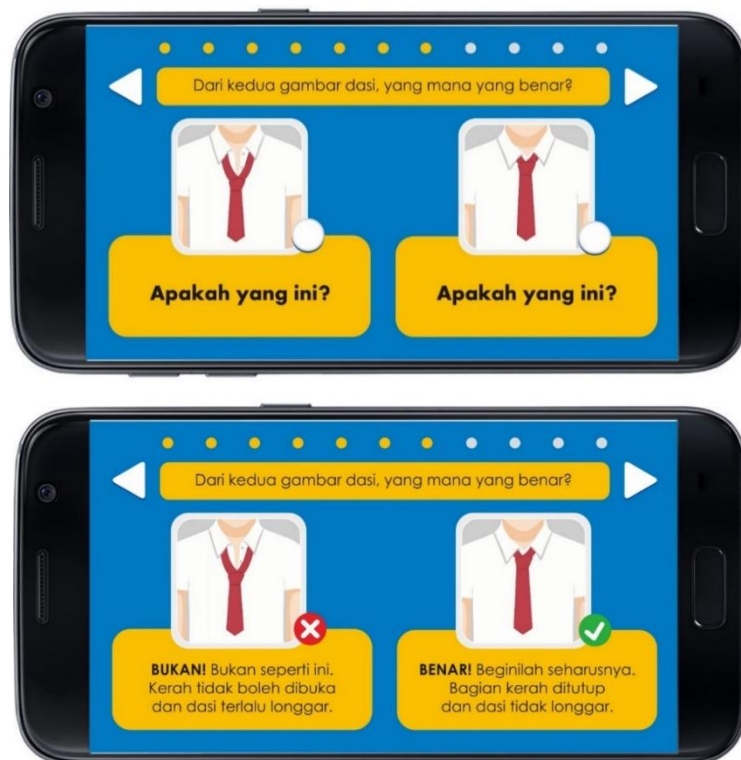 Dari kedua gambar dasi, yang mana yang benar?
Apakah yang ini?
Apakah yang ini?
Dari kedua gambar dasi, yang mana yang benar?
BUKAN! Bukan seperti ini.
Kerah tidak boleh dibuka
dan dasi terlalu longgar.
BENAR! Beginilah seharusnya.
Bagian kerah ditutup
dan dasi tidak longgar.